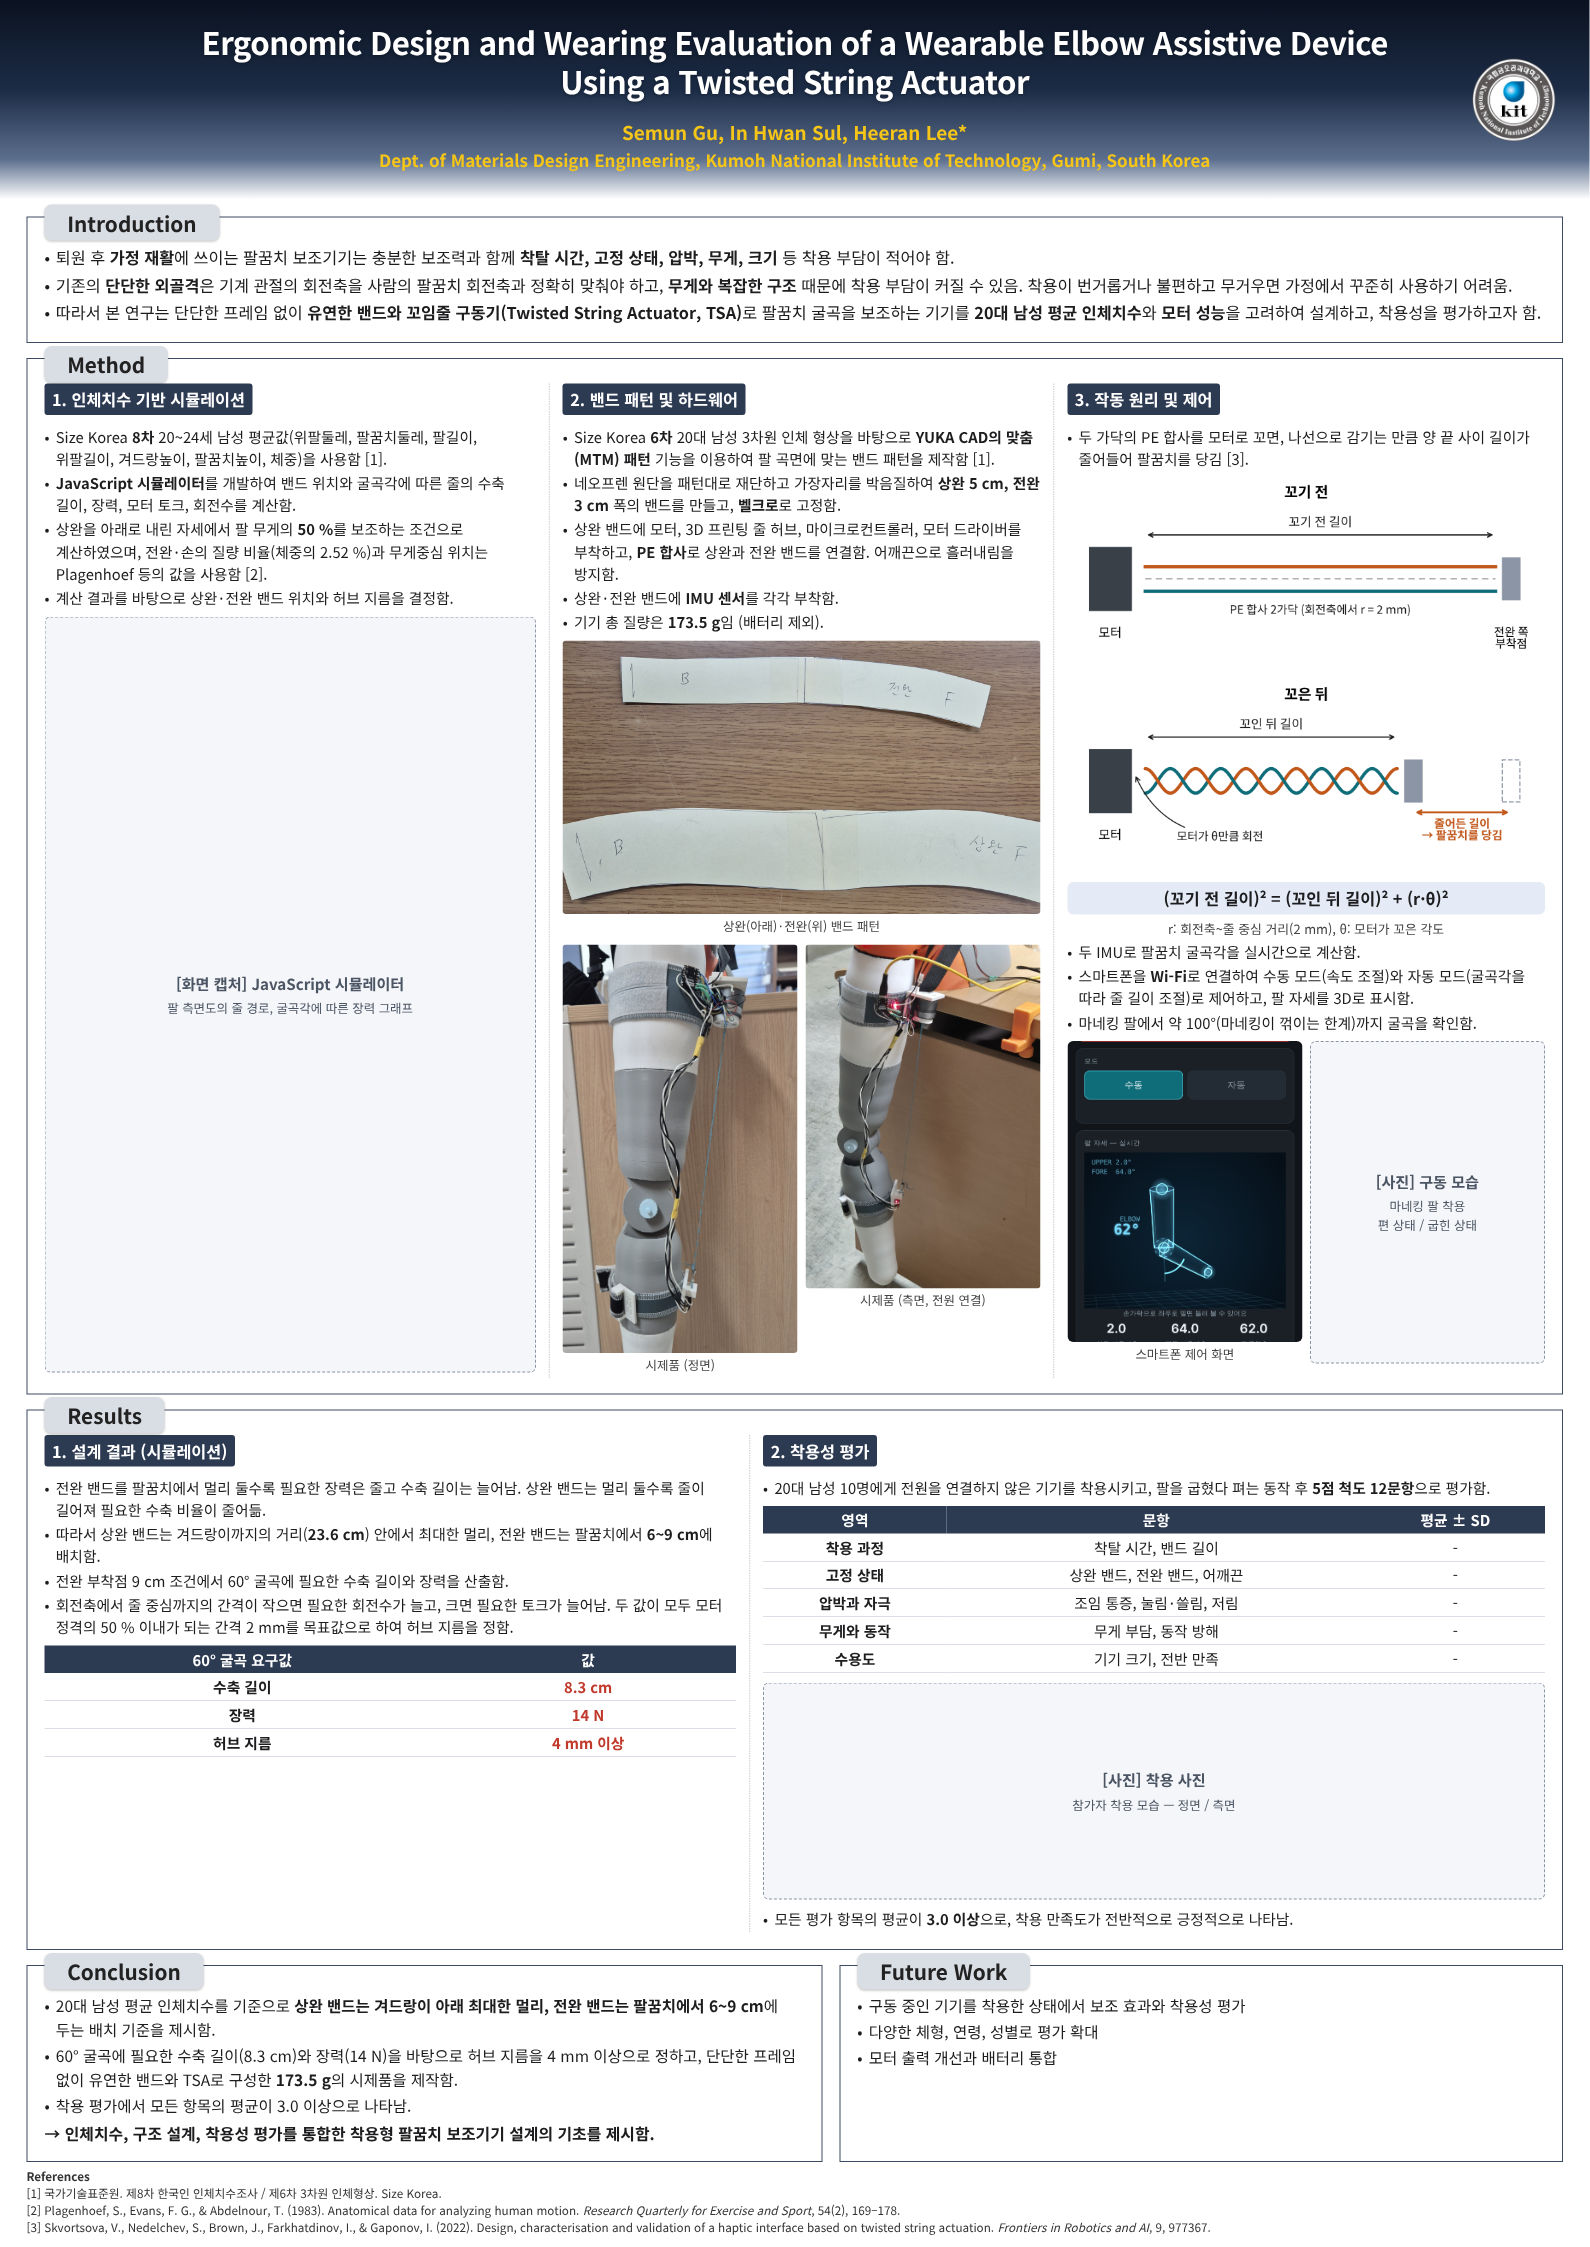 Ergonomic Design and Wearing Evaluation of a Wearable Elbow Assistive Device
Using a Twisted String Actuator
Semun Gu, In Hwan Sul, Heeran Lee*
Dept. of Materials Design Engineering, Kumoh National Institute of Technology, Gumi, South Korea
국립금오공과대학교
kit
Kumoh National Institute of Technology
Introduction
• 퇴원 후 가정 재활에 쓰이는 팔꿈치 보조기기는 충분한 보조력과 함께 착탈 시간, 고정 상태, 압박, 무게, 크기 등 착용 부담이 적어야 함.
• 기존의 단단한 외골격은 기계 관절의 회전축을 사람의 팔꿈치 회전축과 정확히 맞춰야 하고, 무게와 복잡한 구조 때문에 착용 부담이 커질 수 있음. 착용이 번거롭거나 불편하고 무거우면 가정에서 꾸준히 사용하기 어려움.
• 따라서 본 연구는 단단한 프레임 없이 유연한 밴드와 꼬임줄 구동기(Twisted String Actuator, TSA)로 팔꿈치 굴곡을 보조하는 기기를 20대 남성 평균 인체치수와 모터 성능을 고려하여 설계하고, 착용성을 평가하고자 함.
Method
1. 인체치수 기반 시뮬레이션
• Size Korea 8차 20~24세 남성 평균값(위팔둘레, 팔꿈치둘레, 팔길이,
위팔길이, 겨드랑높이, 팔꿈치높이, 체중)을 사용함 [1].
• JavaScript 시뮬레이터를 개발하여 밴드 위치와 굴곡각에 따른 줄의 수축
길이, 장력, 모터 토크, 회전수를 계산함.
• 상완을 아래로 내린 자세에서 팔 무게의 50 %를 보조하는 조건으로
계산하였으며, 전완·손의 질량 비율(체중의 2.52 %)과 무게중심 위치는
Plagenhoef 등의 값을 사용함 [2].
• 계산 결과를 바탕으로 상완·전완 밴드 위치와 허브 지름을 결정함.
[화면 캡처] JavaScript 시뮬레이터
팔 측면도의 줄 경로, 굴곡각에 따른 장력 그래프
2. 밴드 패턴 및 하드웨어
• Size Korea 6차 20대 남성 3차원 인체 형상을 바탕으로 YUKA CAD의 맞춤
(MTM) 패턴 기능을 이용하여 팔 곡면에 맞는 밴드 패턴을 제작함 [1].
• 네오프렌 원단을 패턴대로 재단하고 가장자리를 박음질하여 상완 5 cm, 전완
3 cm 폭의 밴드를 만들고, 벨크로로 고정함.
• 상완 밴드에 모터, 3D 프린팅 줄 허브, 마이크로컨트롤러, 모터 드라이버를
부착하고, PE 합사로 상완과 전완 밴드를 연결함. 어깨끈으로 흘러내림을
방지함.
• 상완·전완 밴드에 IMU 센서를 각각 부착함.
• 기기 총 질량은 173.5 g임 (배터리 제외).
B
전완 F
B
상완 F
상완(아래)·전완(위) 밴드 패턴
시제품 (정면)
시제품 (측면, 전원 연결)
3. 작동 원리 및 제어
• 두 가닥의 PE 합사를 모터로 꼬면, 나선으로 감기는 만큼 양 끝 사이 길이가
줄어들어 팔꿈치를 당김 [3].
꼬기 전
꼬기 전 길이
PE 합사 2가닥 (회전축에서 r = 2 mm)
모터
전완 쪽
부착점
꼬은 뒤
꼬인 뒤 길이
모터
모터가 θ만큼 회전
줄어든 길이
→ 팔꿈치를 당김
(꼬기 전 길이)² = (꼬인 뒤 길이)² + (r·θ)²
r: 회전축~줄 중심 거리(2 mm), θ: 모터가 꼬은 각도
• 두 IMU로 팔꿈치 굴곡각을 실시간으로 계산함.
• 스마트폰을 Wi-Fi로 연결하여 수동 모드(속도 조절)와 자동 모드(굴곡각을
따라 줄 길이 조절)로 제어하고, 팔 자세를 3D로 표시함.
• 마네킹 팔에서 약 100°(마네킹이 꺾이는 한계)까지 굴곡을 확인함.
모드
수동 자동
팔 자세 — 실시간
UPPER 2.0°
FORE 64.0°
ELBOW
62°
손가락으로 좌우로 밀면 돌려 볼 수 있어요
2.0 64.0 62.0
스마트폰 제어 화면
[사진] 구동 모습
마네킹 팔 착용
편 상태 / 굽힌 상태
Results
1. 설계 결과 (시뮬레이션)
• 전완 밴드를 팔꿈치에서 멀리 둘수록 필요한 장력은 줄고 수축 길이는 늘어남. 상완 밴드는 멀리 둘수록 줄이
길어져 필요한 수축 비율이 줄어듦.
• 따라서 상완 밴드는 겨드랑이까지의 거리(23.6 cm) 안에서 최대한 멀리, 전완 밴드는 팔꿈치에서 6~9 cm에
배치함.
• 전완 부착점 9 cm 조건에서 60° 굴곡에 필요한 수축 길이와 장력을 산출함.
• 회전축에서 줄 중심까지의 간격이 작으면 필요한 회전수가 늘고, 크면 필요한 토크가 늘어남. 두 값이 모두 모터
정격의 50 % 이내가 되는 간격 2 mm를 목표값으로 하여 허브 지름을 정함.
60° 굴곡 요구값 값
수축 길이 8.3 cm
장력 14 N
허브 지름 4 mm 이상
2. 착용성 평가
• 20대 남성 10명에게 전원을 연결하지 않은 기기를 착용시키고, 팔을 굽혔다 펴는 동작 후 5점 척도 12문항으로 평가함.
영역 문항 평균 ± SD
착용 과정 착탈 시간, 밴드 길이 -
고정 상태 상완 밴드, 전완 밴드, 어깨끈 -
압박과 자극 조임 통증, 눌림·쓸림, 저림 -
무게와 동작 무게 부담, 동작 방해 -
수용도 기기 크기, 전반 만족 -
[사진] 착용 사진
참가자 착용 모습 — 정면 / 측면
• 모든 평가 항목의 평균이 3.0 이상으로, 착용 만족도가 전반적으로 긍정적으로 나타남.
Conclusion
• 20대 남성 평균 인체치수를 기준으로 상완 밴드는 겨드랑이 아래 최대한 멀리, 전완 밴드는 팔꿈치에서 6~9 cm에
두는 배치 기준을 제시함.
• 60° 굴곡에 필요한 수축 길이(8.3 cm)와 장력(14 N)을 바탕으로 허브 지름을 4 mm 이상으로 정하고, 단단한 프레임
없이 유연한 밴드와 TSA로 구성한 173.5 g의 시제품을 제작함.
• 착용 평가에서 모든 항목의 평균이 3.0 이상으로 나타남.
→ 인체치수, 구조 설계, 착용성 평가를 통합한 착용형 팔꿈치 보조기기 설계의 기초를 제시함.
Future Work
• 구동 중인 기기를 착용한 상태에서 보조 효과와 착용성 평가
• 다양한 체형, 연령, 성별로 평가 확대
• 모터 출력 개선과 배터리 통합
References
[1] 국가기술표준원. 제8차 한국인 인체치수조사 / 제6차 3차원 인체형상. Size Korea.
[2] Plagenhoef, S., Evans, F. G., & Abdelnour, T. (1983). Anatomical data for analyzing human motion. Research Quarterly for Exercise and Sport, 54(2), 169–178.
[3] Skvortsova, V., Nedelchev, S., Brown, J., Farkhatdinov, I., & Gaponov, I. (2022). Design, characterisation and validation of a haptic interface based on twisted string actuation. Frontiers in Robotics and AI, 9, 977367.